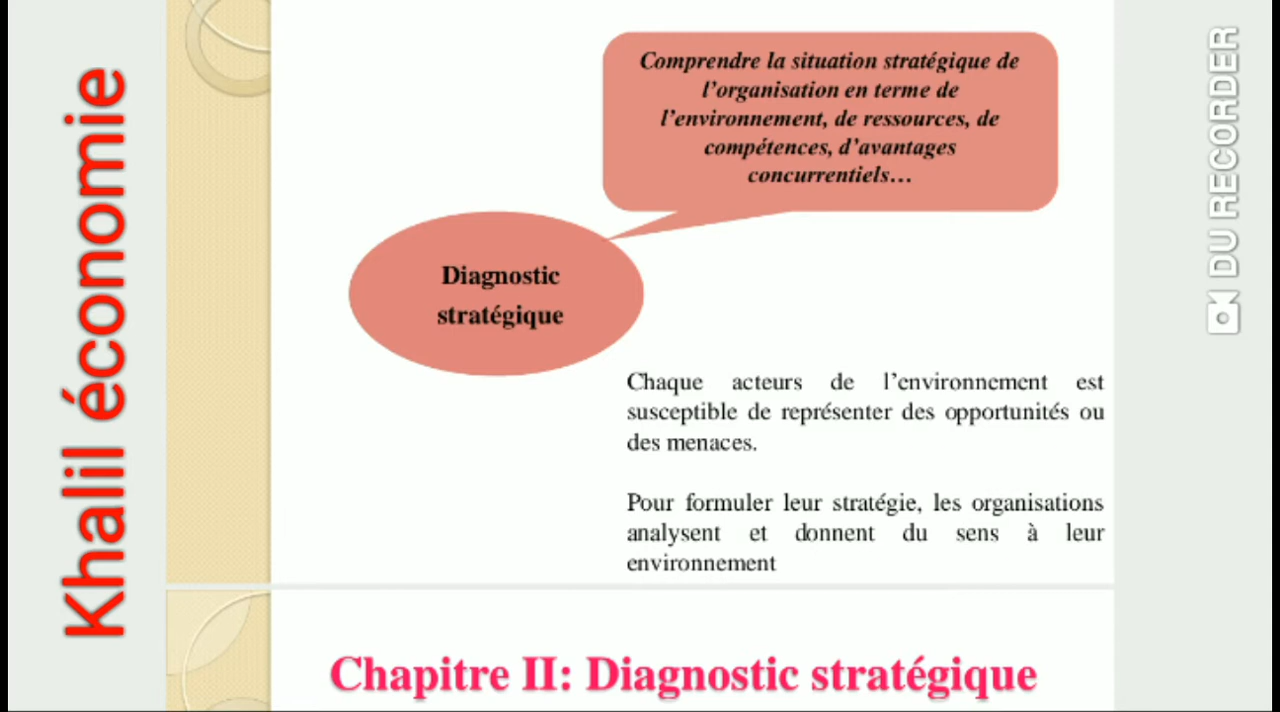 Khalil économie
Comprendre la situation stratégique de
l'organisation en terme de
l'environnement, de ressources, de
compétences, d'avantages
concurrentiels…
Diagnostic
stratégique
Chaque acteurs de l'environnement est
susceptible de représenter des opportunités ou
des menaces.
Pour formuler leur stratégie, les organisations
analysent et donnent du sens à leur
environnement
Chapitre II: Diagnostic stratégique
DU RECORDER